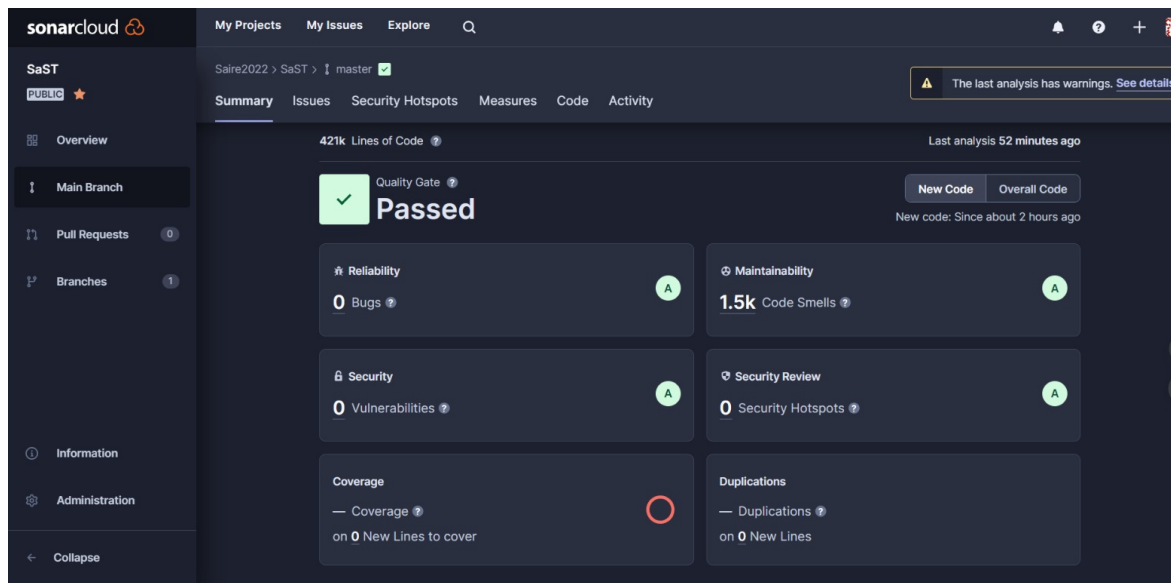 sonarcloud
My Projects My Issues Explore
SaST
PUBLIC
Saire2022 > SaST > master
The last analysis has warnings. See details
Summary Issues Security Hotspots Measures Code Activity
Overview
Main Branch
Pull Requests 0
Branches 1
Information
Administration
Collapse
421k Lines of Code
Last analysis 52 minutes ago
Quality Gate
Passed
New Code Overall Code
New code: Since about 2 hours ago
Reliability
0 Bugs
A
Maintainability
1.5k Code Smells
A
Security
0 Vulnerabilities
A
Security Review
0 Security Hotspots
A
Coverage
— Coverage
on 0 New Lines to cover
Duplications
— Duplications
on 0 New Lines